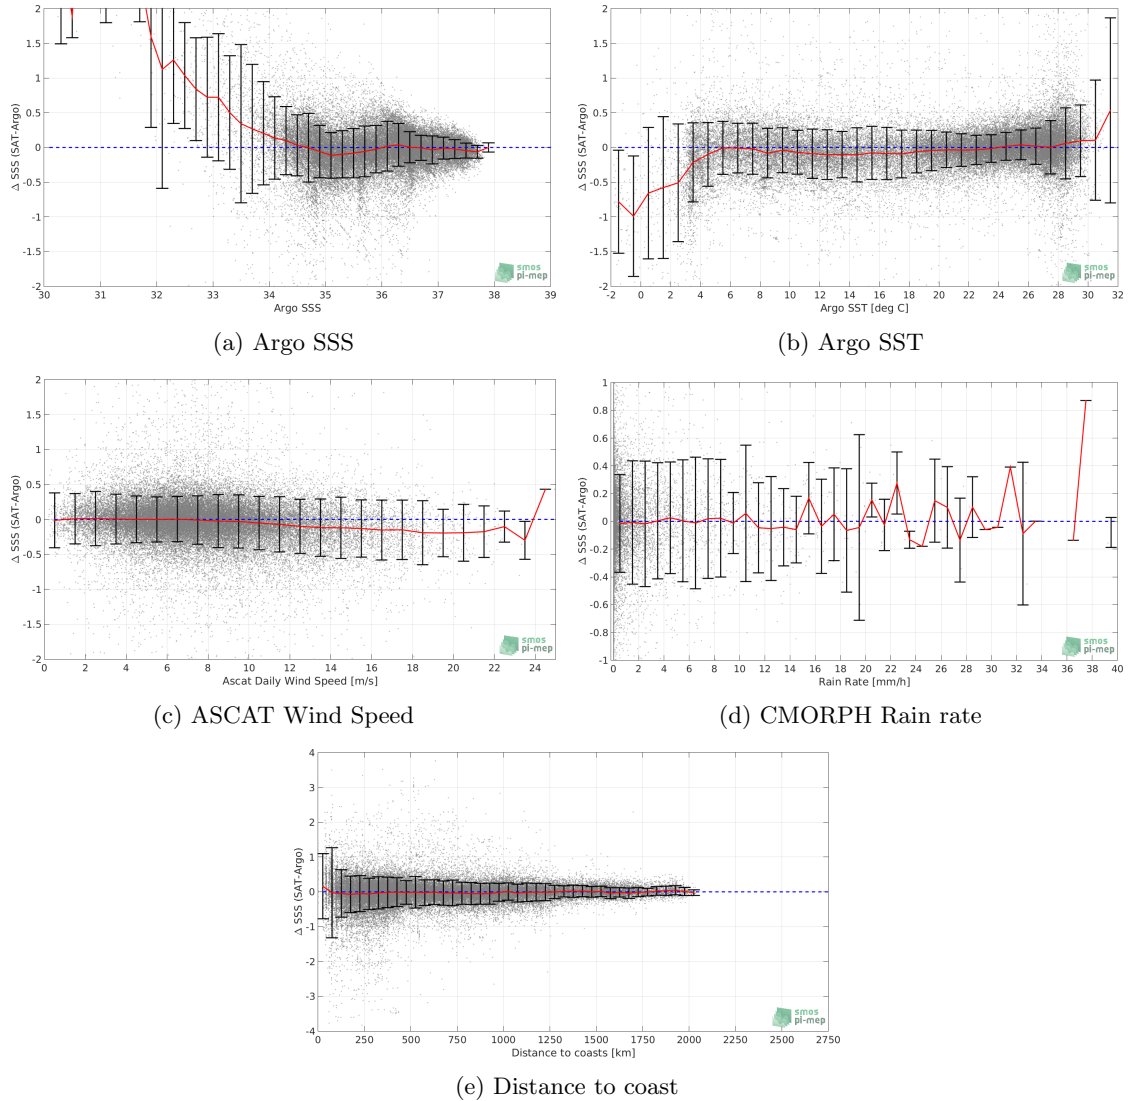 2
1.5
1
0.5
0
-0.5
-1
-1.5
-2
Δ SSS (SAT-Argo)
30 31 32 33 34 35 36 37 38 39
Argo SSS
smos
pi-mep
(a) Argo SSS
2
1.5
1
0.5
0
-0.5
-1
-1.5
-2
Δ SSS (SAT-Argo)
-2 0 2 4 6 8 10 12 14 16 18 20 22 24 26 28 30 32
Argo SST [deg C]
smos
pi-mep
(b) Argo SST
2
1.5
1
0.5
0
-0.5
-1
-1.5
-2
Δ SSS (SAT-Argo)
0 2 4 6 8 10 12 14 16 18 20 22 24
Ascat Daily Wind Speed [m/s]
smos
pi-mep
(c) ASCAT Wind Speed
1
0.8
0.6
0.4
0.2
0
-0.2
-0.4
-0.6
-0.8
-1
Δ SSS (SAT-Argo)
0 2 4 6 8 10 12 14 16 18 20 22 24 26 28 30 32 34 36 38 40
Rain Rate [mm/h]
smos
pi-mep
(d) CMORPH Rain rate
4
3
2
1
0
-1
-2
-3
-4
Δ SSS (SAT-Argo)
0 250 500 750 1000 1250 1500 1750 2000 2250 2500 2750
Distance to coasts [km]
smos
pi-mep
(e) Distance to coast